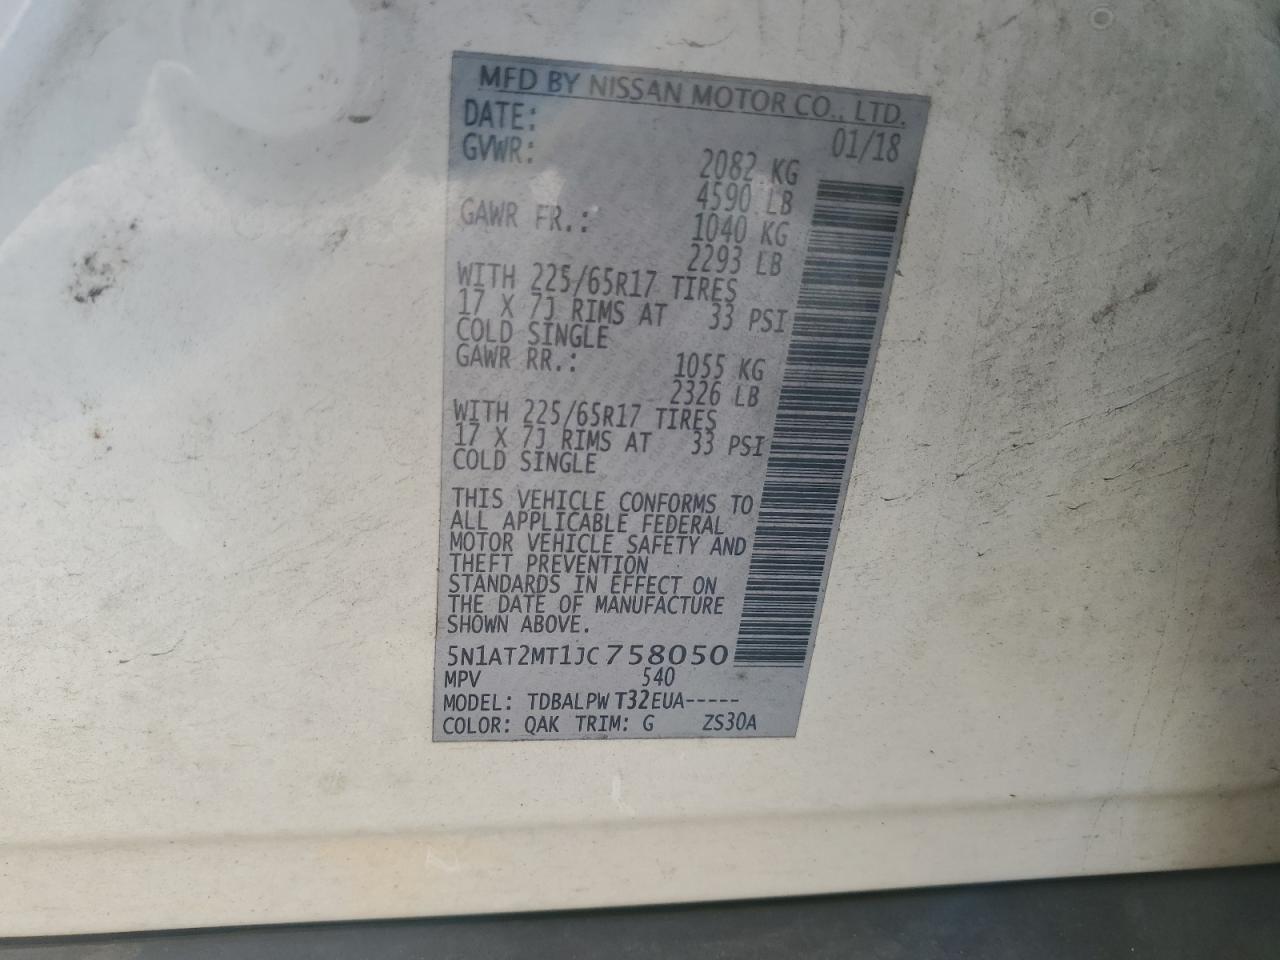 MFD BY NISSAN MOTOR CO., LTD.
DATE: 01/18
GVWR: 2082 KG
4590 LB
GAWR FR.: 1040 KG
2293 LB
WITH 225/65R17 TIRES
17 X 7J RIMS AT 33 PSI
COLD SINGLE
GAWR RR.: 1055 KG
2326 LB
WITH 225/65R17 TIRES
17 X 7J RIMS AT 33 PSI
COLD SINGLE
THIS VEHICLE CONFORMS TO
ALL APPLICABLE FEDERAL
MOTOR VEHICLE SAFETY AND
THEFT PREVENTION
STANDARDS IN EFFECT ON
THE DATE OF MANUFACTURE
SHOWN ABOVE.
5N1AT2MT1JC758050
MPV 540
MODEL: TDBALPW T32EUA-----
COLOR: QAK TRIM: G ZS30A